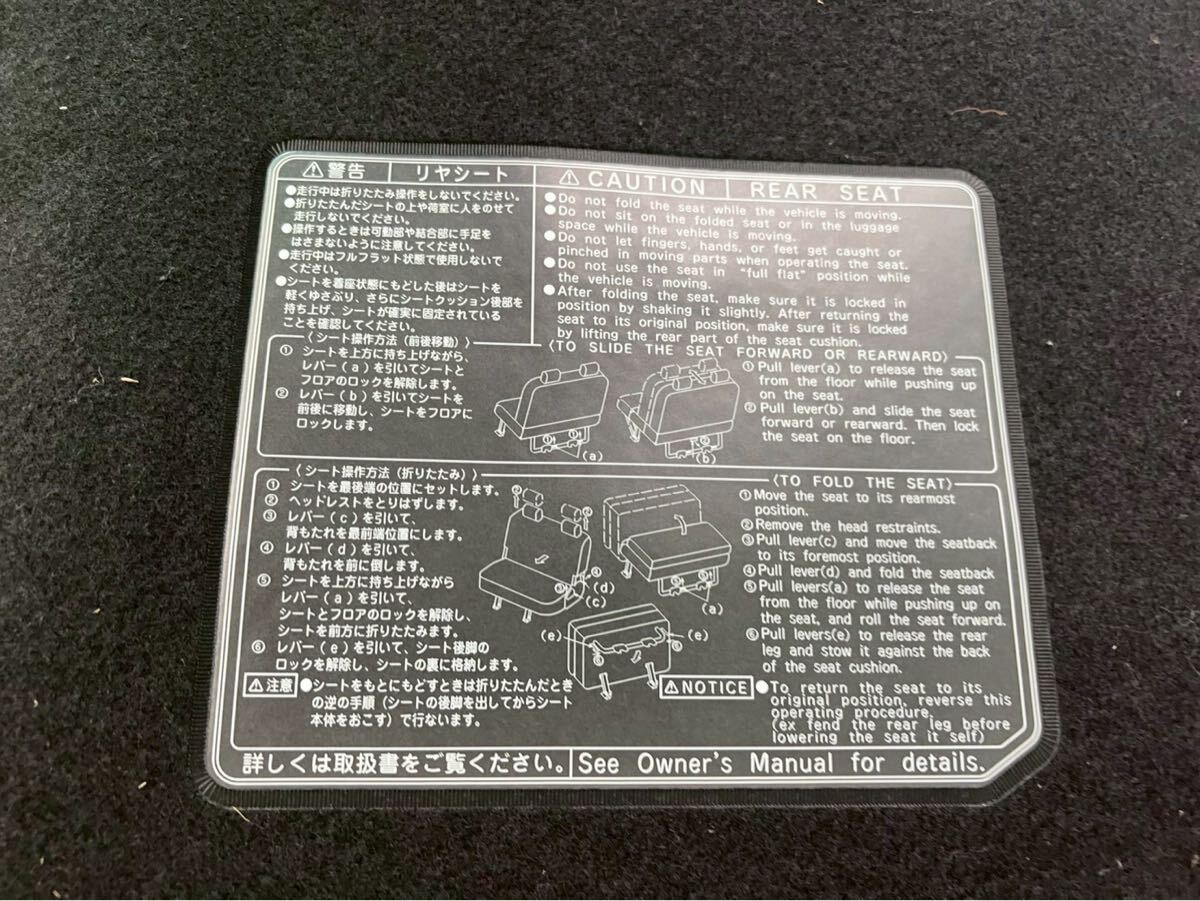 ⚠警告 リヤシート
●走行中は折りたたみ操作をしないでください。
●折りたたんだシートの上や荷室に人をのせて
走行しないでください。
●操作するときは可動部や結合部に手足を
はさまないように注意してください。
●走行中はフルフラット状態で使用しないで
ください。
●シートを着座状態にもどした後はシートを
軽くゆさぶり、さらにシートクッション後部を
持ち上げ、シートが確実に固定されている
ことを確認してください。
⚠CAUTION REAR SEAT
●Do not fold the seat while the vehicle is moving.
●Do not sit on the folded seat or in the luggage
space while the vehicle is moving.
●Do not let fingers, hands, or feet get caught or
pinched in moving parts when operating the seat.
●Do not use the seat in "full flat" position while
the vehicle is moving.
●After folding the seat, make sure it is locked in
position by shaking it slightly. After returning the
seat to its original position, make sure it is locked
by lifting the rear part of the seat cushion.
〈シート操作方法(前後移動)〉
① シートを上方に持ち上げながら、
レバー(a)を引いてシートと
フロアのロックを解除します。
② レバー(b)を引いてシートを
前後に移動し、シートをフロアに
ロックします。
① ①
(a)
② ②
(b)
〈TO SLIDE THE SEAT FORWARD OR REARWARD〉
①Pull lever(a) to release the seat
from the floor while pushing up
on the seat.
②Pull lever(b) and slide the seat
forward or rearward. Then lock
the seat on the floor.
〈シート操作方法(折りたたみ)〉
① シートを最後端の位置にセットします。
② ヘッドレストをとりはずします。
③ レバー(c)を引いて、
背もたれを最前端位置にします。
④ レバー(d)を引いて、
背もたれを前に倒します。
⑤ シートを上方に持ち上げながら
レバー(a)を引いて、
シートとフロアのロックを解除し、
シートを前方に折りたたみます。
⑥ レバー(e)を引いて、シート後脚の
ロックを解除し、シートの裏に格納します。
② ②
④
③
(d)
(c)
⑤ ⑤
(a)
(e) (e)
⑥ ⑥
〈TO FOLD THE SEAT〉
①Move the seat to its rearmost
position.
②Remove the head restraints.
③Pull lever(c) and move the seatback
to its foremost position.
④Pull lever(d) and fold the seatback
⑤Pull levers(a) to release the seat
from the floor while pushing up on
the seat, and roll the seat forward.
⑥Pull levers(e) to release the rear
leg and stow it against the back
of the seat cushion.
⚠注意 ●シートをもとにもどすときは折りたたんだとき
の逆の手順(シートの後脚を出してからシート
本体をおこす)で行ないます。
⚠NOTICE ●To return the seat to its
original position, reverse this
operating procedure.
(ex fend the rear leg before
lowering the seat it self)
詳しくは取扱書をご覧ください。 See Owner's Manual for details.